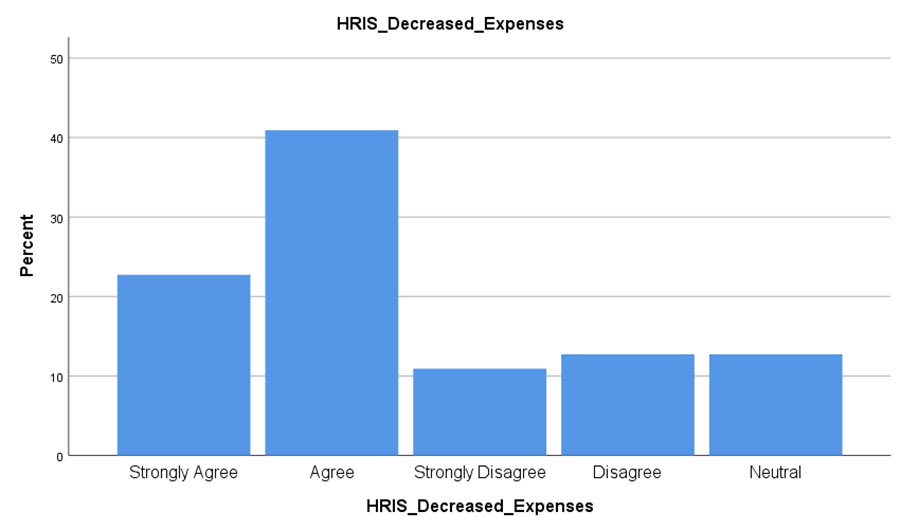 HRIS_Decreased_Expenses
50
40
30
20
10
0
Percent
Strongly Agree Agree Strongly Disagree Disagree Neutral
HRIS_Decreased_Expenses